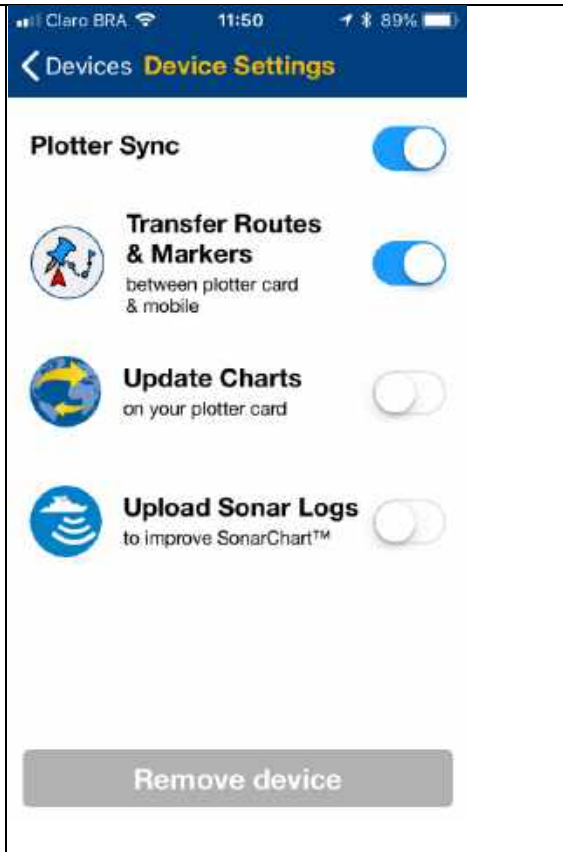 Claro BRA 11:50 89%
Devices Device Settings
Plotter Sync
Transfer Routes
& Markers
between plotter card
& mobile
Update Charts
on your plotter card
Upload Sonar Logs
to improve SonarChart™
Remove device